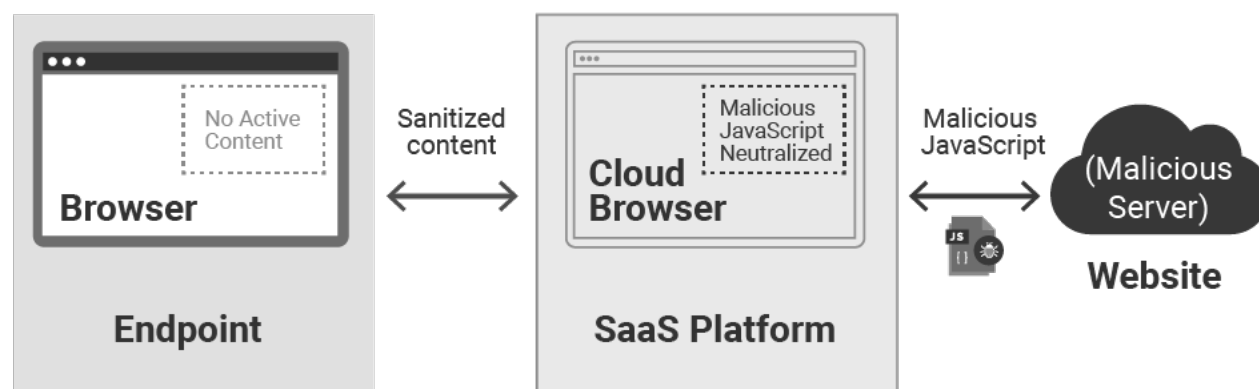 No Active
Content
Browser
Endpoint
Sanitized
content
Malicious
JavaScript
Neutralized
Cloud
Browser
SaaS Platform
Malicious
JavaScript
JS
{ }
(Malicious
Server)
Website